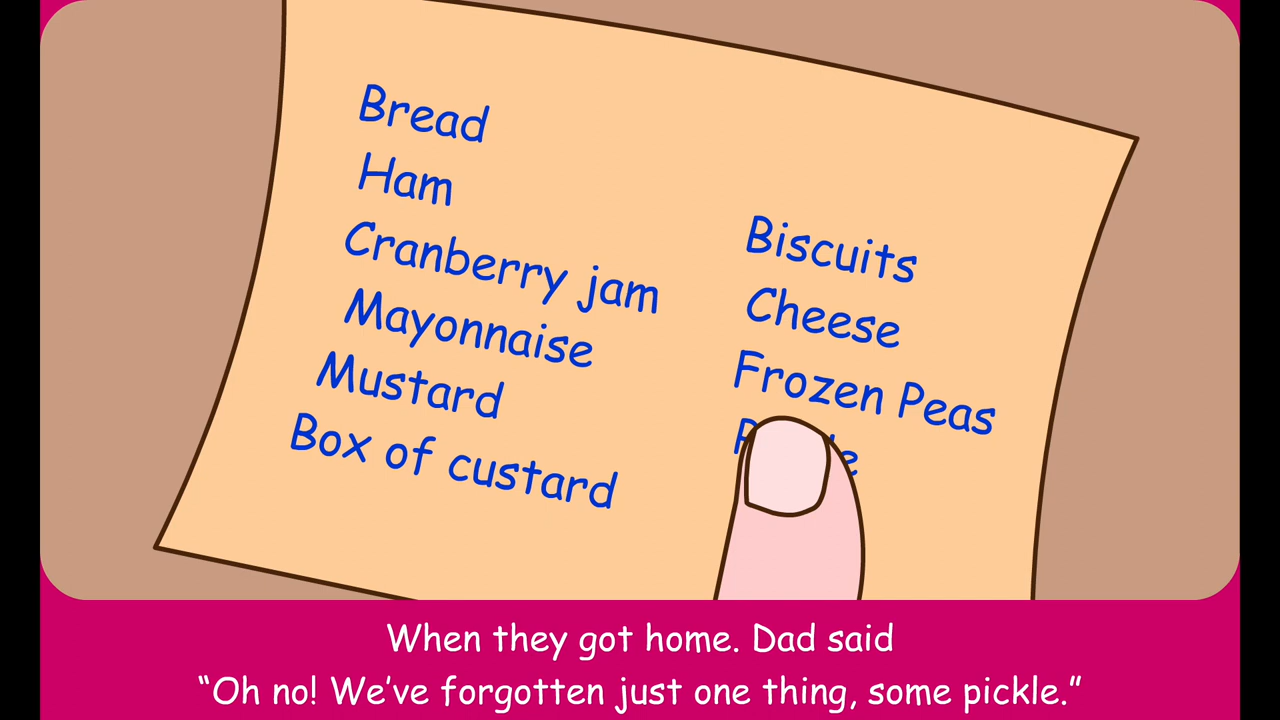 Bread
Ham
Cranberry jam
Mayonnaise
Mustard
Box of custard
Biscuits
Cheese
Frozen Peas
When they got home. Dad said
“Oh no! We’ve forgotten just one thing, some pickle.”